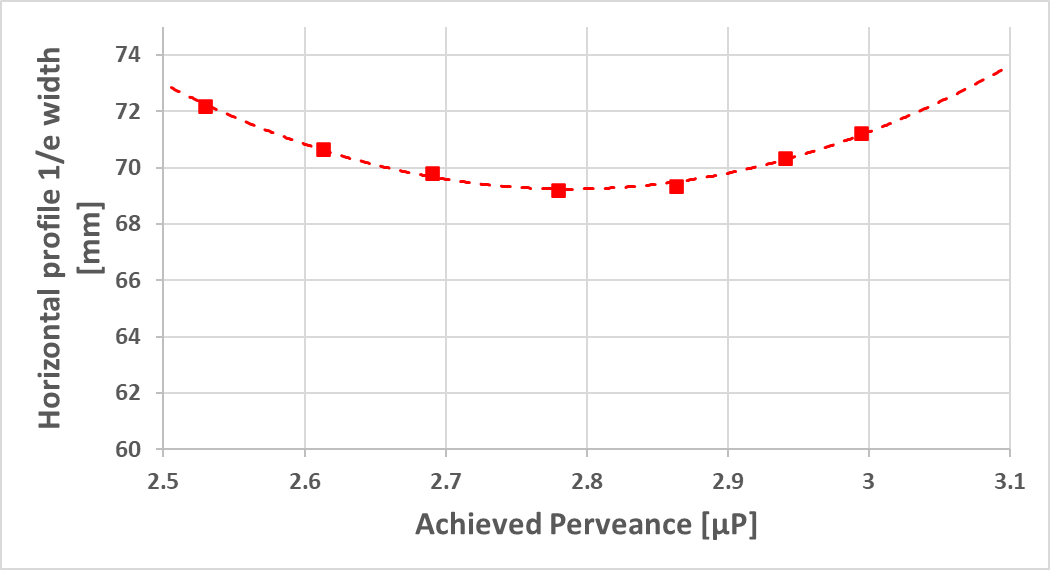 Horizontal profile 1/e width
[mm]
74
72
70
68
66
64
62
60
2.5 2.6 2.7 2.8 2.9 3 3.1
Achieved Perveance [µP]